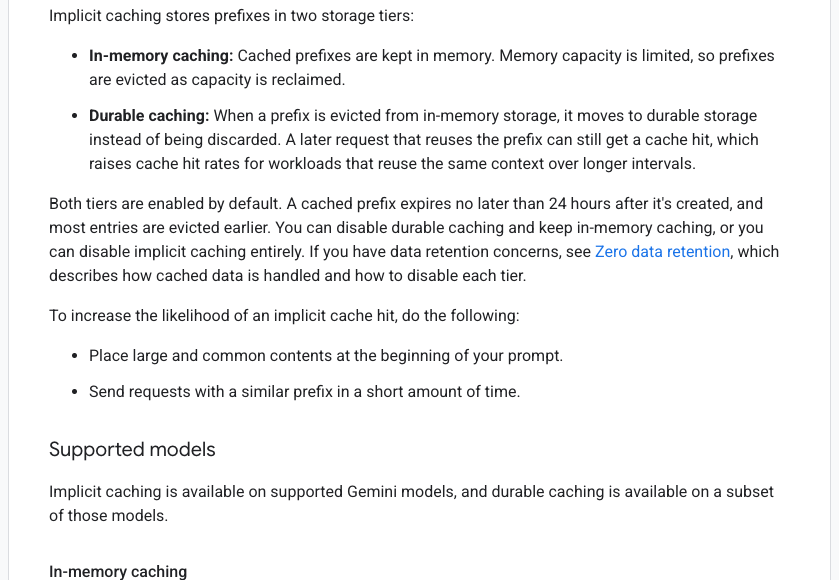 Implicit caching stores prefixes in two storage tiers:
• In-memory caching: Cached prefixes are kept in memory. Memory capacity is limited, so prefixes
are evicted as capacity is reclaimed.
• Durable caching: When a prefix is evicted from in-memory storage, it moves to durable storage
instead of being discarded. A later request that reuses the prefix can still get a cache hit, which
raises cache hit rates for workloads that reuse the same context over longer intervals.
Both tiers are enabled by default. A cached prefix expires no later than 24 hours after it's created, and
most entries are evicted earlier. You can disable durable caching and keep in-memory caching, or you
can disable implicit caching entirely. If you have data retention concerns, see Zero data retention, which
describes how cached data is handled and how to disable each tier.
To increase the likelihood of an implicit cache hit, do the following:
• Place large and common contents at the beginning of your prompt.
• Send requests with a similar prefix in a short amount of time.
Supported models
Implicit caching is available on supported Gemini models, and durable caching is available on a subset
of those models.
In-memory caching